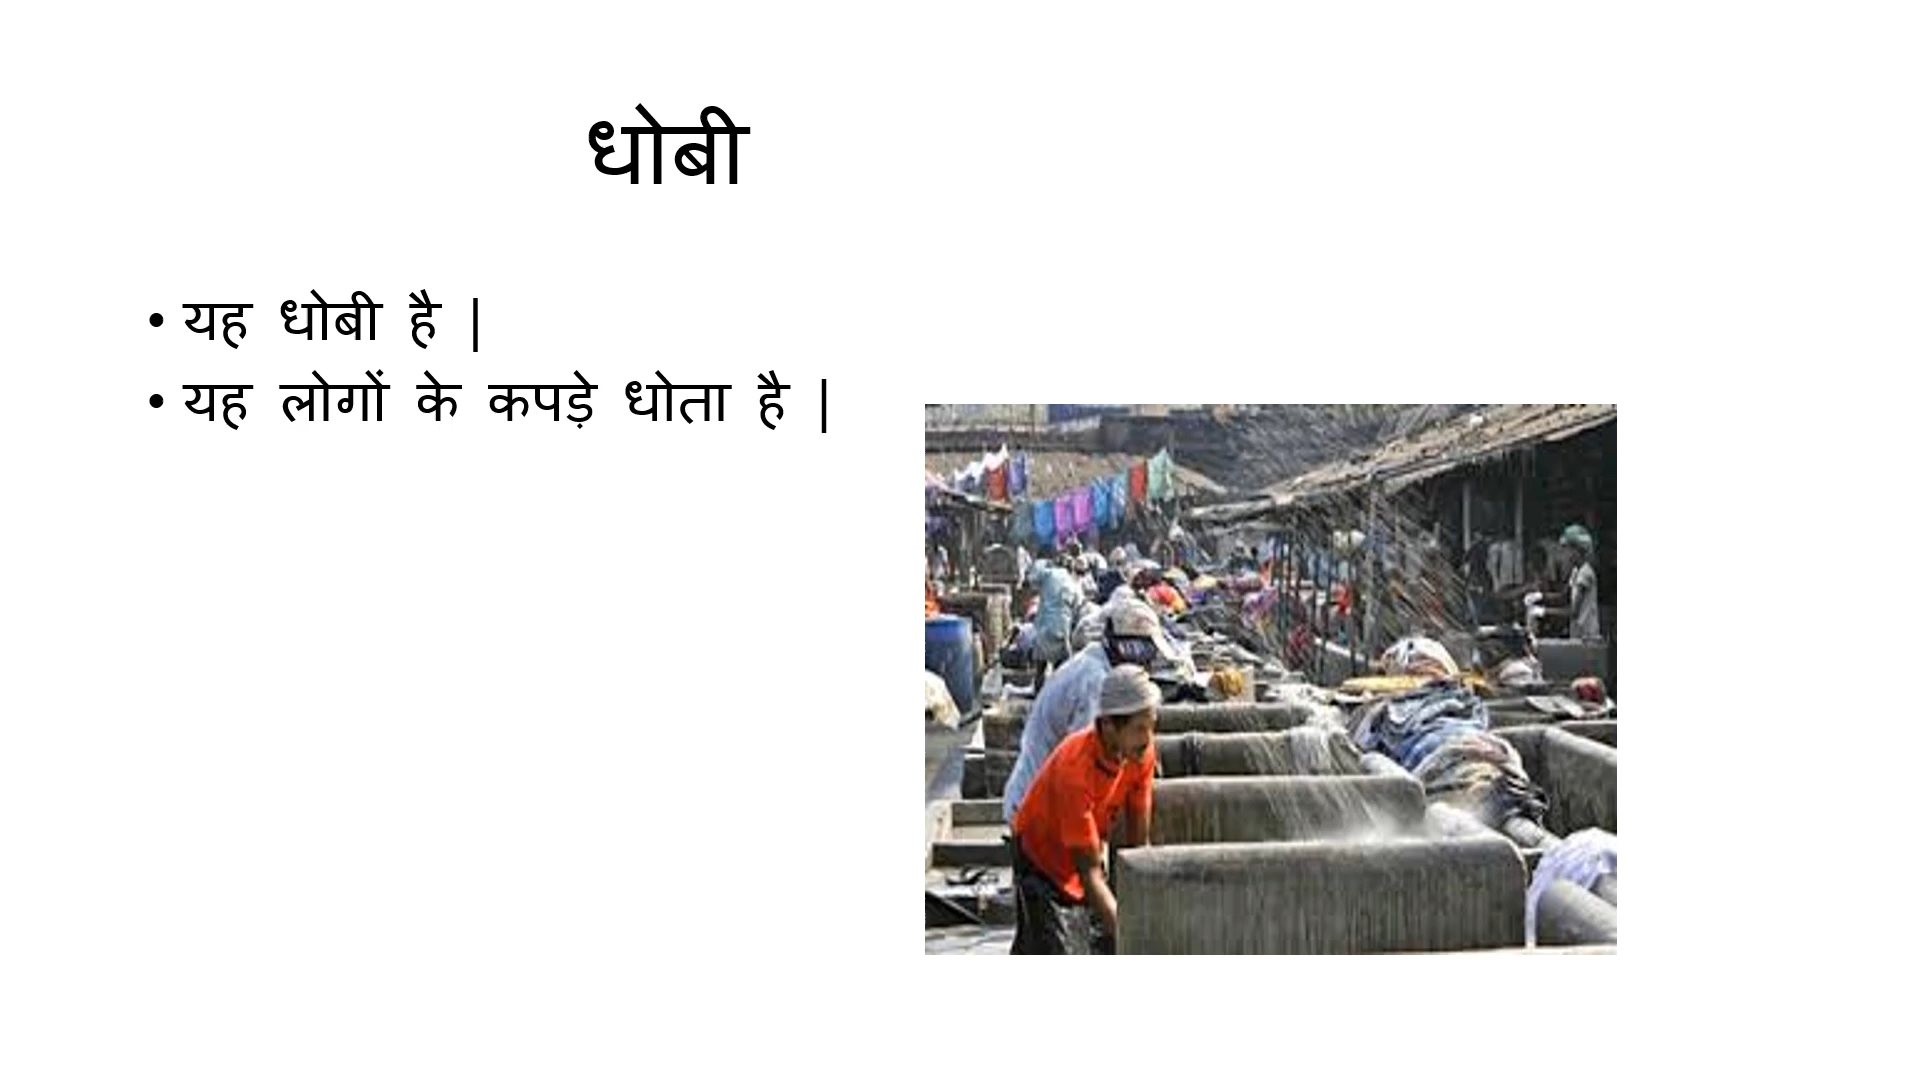 धोबी
• यह धोबी है |
• यह लोगों के कपड़े धोता है |